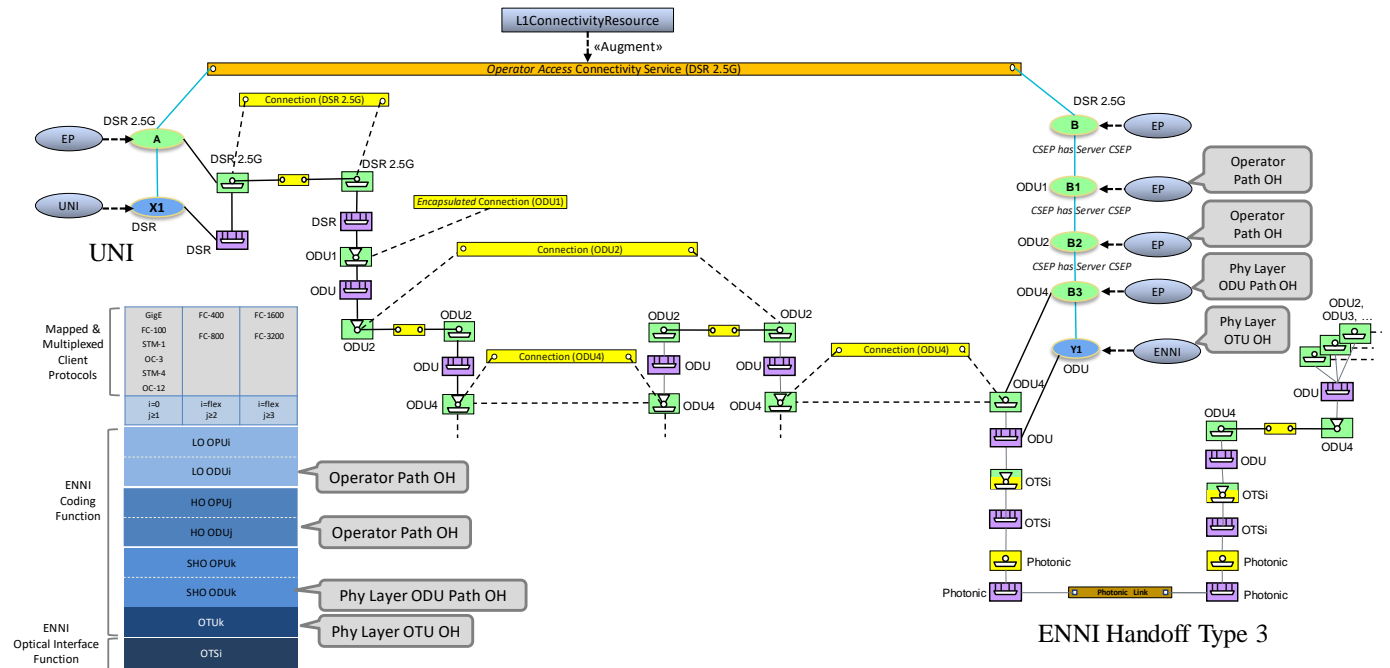 L1ConnectivityResource
«Augment»
Operator Access Connectivity Service (DSR 2.5G)
Connection (DSR 2.5G)
DSR 2.5G
EP
A
DSR 2.5G
DSR 2.5G
UNI
X1
DSR
DSR
UNI
DSR
Encapsulated Connection (ODU1)
ODU1
ODU
ODU2
Connection (ODU2)
ODU2
ODU
ODU4
Connection (ODU4)
ODU2
ODU
ODU4
ODU2
ODU
ODU4
Connection (ODU4)
DSR 2.5G
B
EP
CSEP has Server CSEP
ODU1
B1
EP
Operator
Path OH
CSEP has Server CSEP
ODU2
B2
EP
Operator
Path OH
CSEP has Server CSEP
ODU4
B3
EP
Phy Layer
ODU Path OH
Y1
ODU
ENNI
Phy Layer
OTU OH
ODU2,
ODU3, ...
ODU
ODU4
ODU4
ODU
OTSi
OTSi
Photonic
Photonic
Photonic Link
ODU4
ODU
OTSi
OTSi
Photonic
Photonic
ENNI Handoff Type 3
Mapped &
Multiplexed
Client
Protocols
GigE
FC-100
STM-1
OC-3
STM-4
OC-12
FC-400
FC-800
FC-1600
FC-3200
i=0
j≥1
i=flex
j≥2
i=flex
j≥3
ENNI
Coding
Function
LO OPUi
LO ODUi
Operator Path OH
HO OPUj
HO ODUj
Operator Path OH
SHO OPUk
SHO ODUk
Phy Layer ODU Path OH
OTUk
Phy Layer OTU OH
ENNI
Optical Interface
Function
OTSi